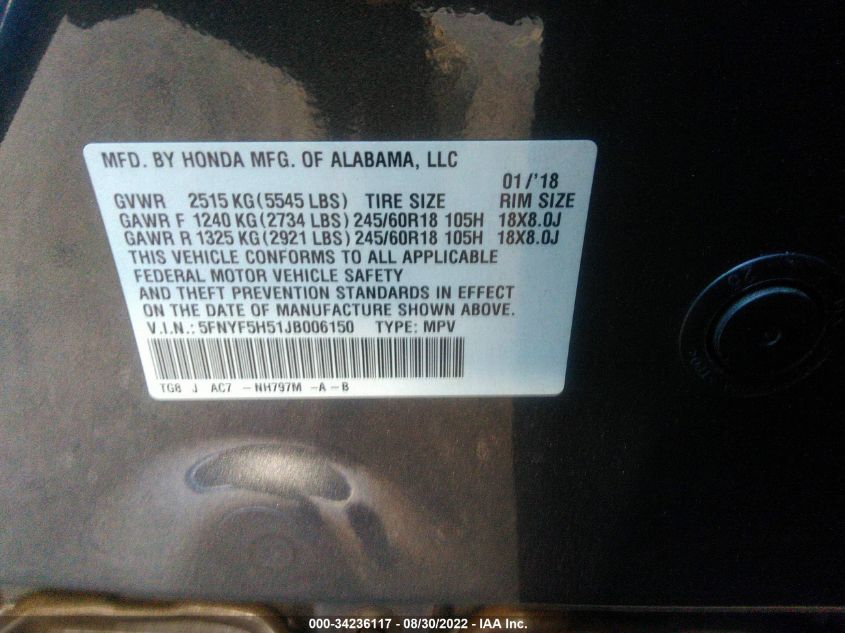 MFD. BY HONDA MFG. OF ALABAMA, LLC
01/'18
GVWR 2515 KG(5545 LBS) TIRE SIZE RIM SIZE
GAWR F 1240 KG(2734 LBS) 245/60R18 105H 18X8.0J
GAWR R 1325 KG(2921 LBS) 245/60R18 105H 18X8.0J
THIS VEHICLE CONFORMS TO ALL APPLICABLE
FEDERAL MOTOR VEHICLE SAFETY
AND THEFT PREVENTION STANDARDS IN EFFECT
ON THE DATE OF MANUFACTURE SHOWN ABOVE.
V.I.N.: 5FNYF5H51JB006150 TYPE: MPV
TG8 J AC7 -NH797M -A-B
000-34236117 - 08/30/2022 - IAA Inc.